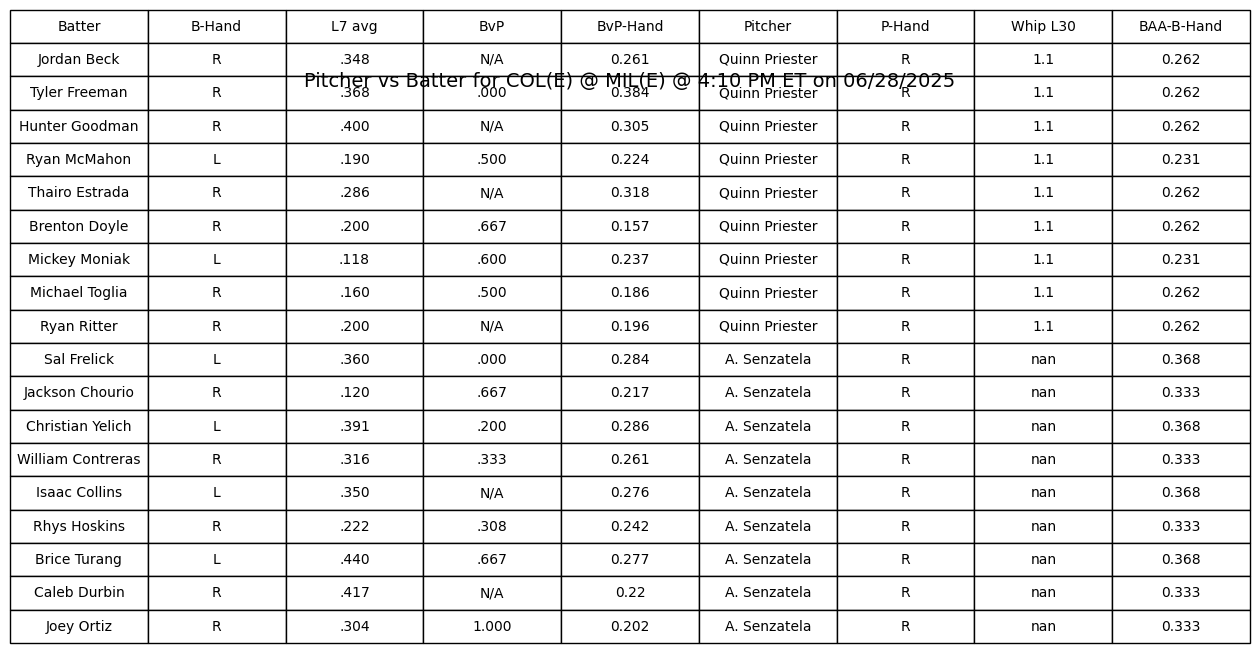 Batter B-Hand L7 avg BvP BvP-Hand Pitcher P-Hand Whip L30 BAA-B-Hand
Jordan Beck R .348 N/A 0.261 Quinn Priester R 1.1 0.262
Pitcher vs Batter for COL(E) @ MIL(E) @ 4:10 PM ET on 06/28/2025
Tyler Freeman R .368 .000 0.384 Quinn Priester R 1.1 0.262
Hunter Goodman R .400 N/A 0.305 Quinn Priester R 1.1 0.262
Ryan McMahon L .190 .500 0.224 Quinn Priester R 1.1 0.231
Thairo Estrada R .286 N/A 0.318 Quinn Priester R 1.1 0.262
Brenton Doyle R .200 .667 0.157 Quinn Priester R 1.1 0.262
Mickey Moniak L .118 .600 0.237 Quinn Priester R 1.1 0.231
Michael Toglia R .160 .500 0.186 Quinn Priester R 1.1 0.262
Ryan Ritter R .200 N/A 0.196 Quinn Priester R 1.1 0.262
Sal Frelick L .360 .000 0.284 A. Senzatela R nan 0.368
Jackson Chourio R .120 .667 0.217 A. Senzatela R nan 0.333
Christian Yelich L .391 .200 0.286 A. Senzatela R nan 0.368
William Contreras R .316 .333 0.261 A. Senzatela R nan 0.333
Isaac Collins L .350 N/A 0.276 A. Senzatela R nan 0.368
Rhys Hoskins R .222 .308 0.242 A. Senzatela R nan 0.333
Brice Turang L .440 .667 0.277 A. Senzatela R nan 0.368
Caleb Durbin R .417 N/A 0.22 A. Senzatela R nan 0.333
Joey Ortiz R .304 1.000 0.202 A. Senzatela R nan 0.333